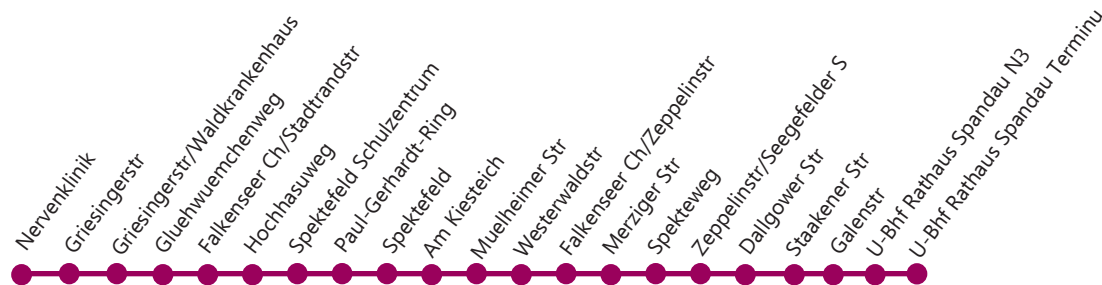 Nervenklinik
Griesingerstr
Griesingerstr/Waldkrankenhaus
Gluehwuemchenweg
Falkenseer Ch/Stadtrandstr
Hochhasuweg
Spektefeld Schulzentrum
Paul-Gerhardt-Ring
Spektefeld
Am Kiesteich
Muelheimer Str
Westerwaldstr
Falkenseer Ch/Zeppelinstr
Merziger Str
Spekteweg
Zeppelinstr/Seegefelder S
Dallgower Str
Staakener Str
Galenstr
U-Bhf Rathaus Spandau N3
U-Bhf Rathaus Spandau Terminu